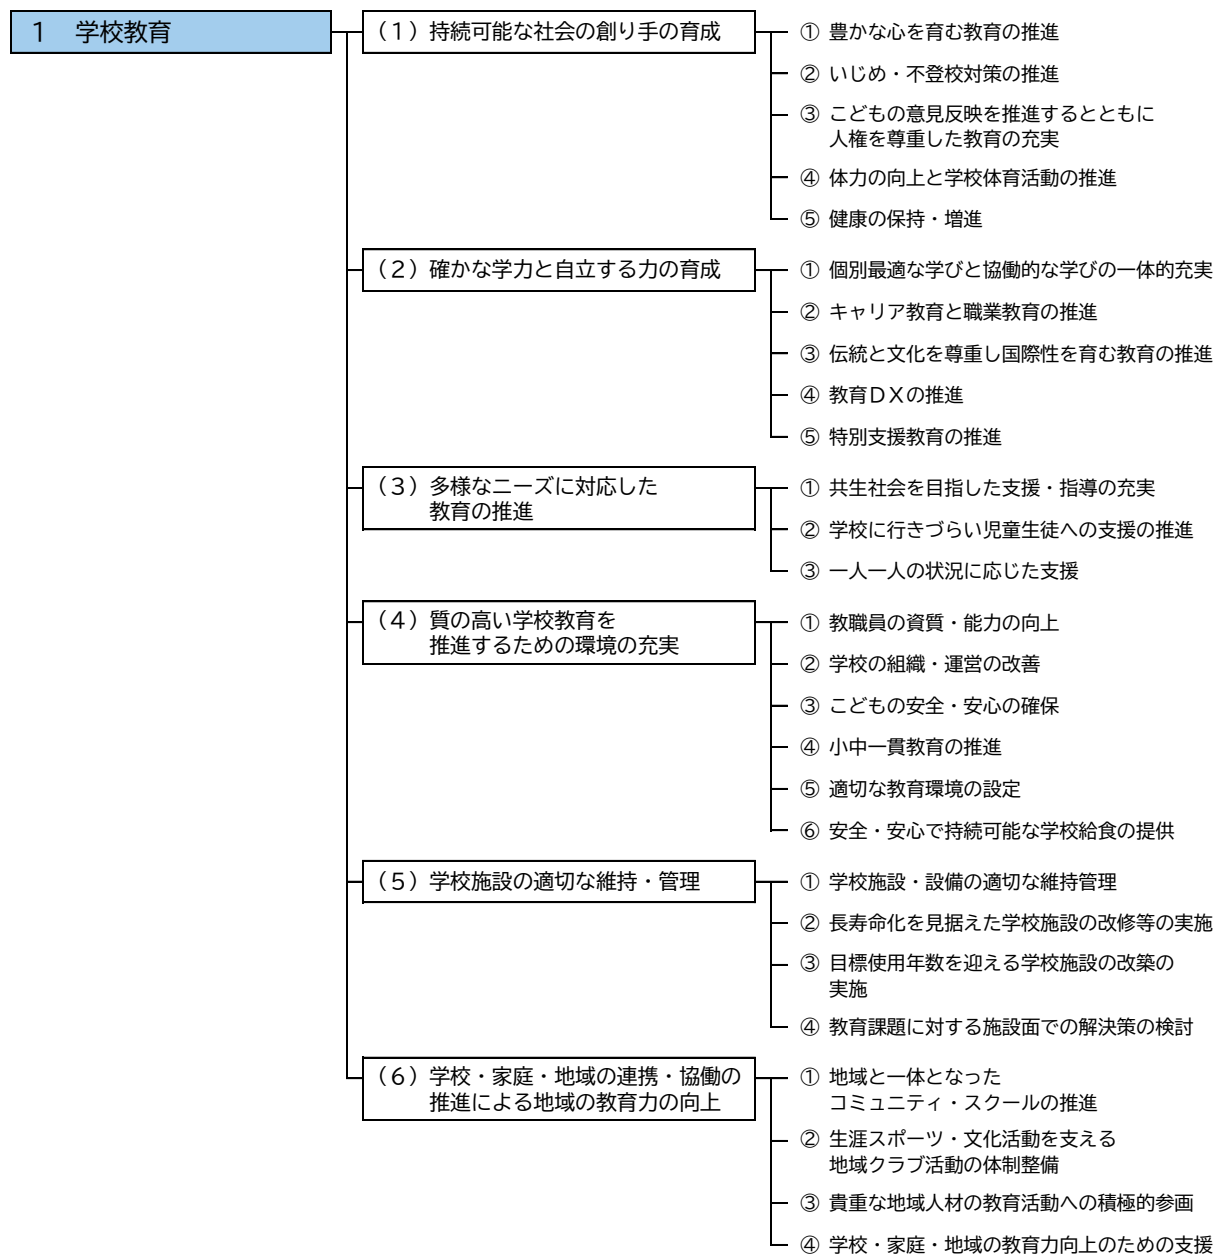 1 学校教育
(1)持続可能な社会の創り手の育成
① 豊かな心を育む教育の推進
② いじめ・不登校対策の推進
③ こどもの意見反映を推進するとともに
人権を尊重した教育の充実
④ 体力の向上と学校体育活動の推進
⑤ 健康の保持・増進
(2)確かな学力と自立する力の育成
① 個別最適な学びと協働的な学びの一体的充実
② キャリア教育と職業教育の推進
③ 伝統と文化を尊重し国際性を育む教育の推進
④ 教育DXの推進
⑤ 特別支援教育の推進
(3)多様なニーズに対応した
教育の推進
① 共生社会を目指した支援・指導の充実
② 学校に行きづらい児童生徒への支援の推進
③ 一人一人の状況に応じた支援
(4)質の高い学校教育を
推進するための環境の充実
① 教職員の資質・能力の向上
② 学校の組織・運営の改善
③ こどもの安全・安心の確保
④ 小中一貫教育の推進
⑤ 適切な教育環境の設定
⑥ 安全・安心で持続可能な学校給食の提供
(5)学校施設の適切な維持・管理
① 学校施設・設備の適切な維持管理
② 長寿命化を見据えた学校施設の改修等の実施
③ 目標使用年数を迎える学校施設の改築の
実施
④ 教育課題に対する施設面での解決策の検討
(6)学校・家庭・地域の連携・協働の
推進による地域の教育力の向上
① 地域と一体となった
コミュニティ・スクールの推進
② 生涯スポーツ・文化活動を支える
地域クラブ活動の体制整備
③ 貴重な地域人材の教育活動への積極的参画
④ 学校・家庭・地域の教育力向上のための支援